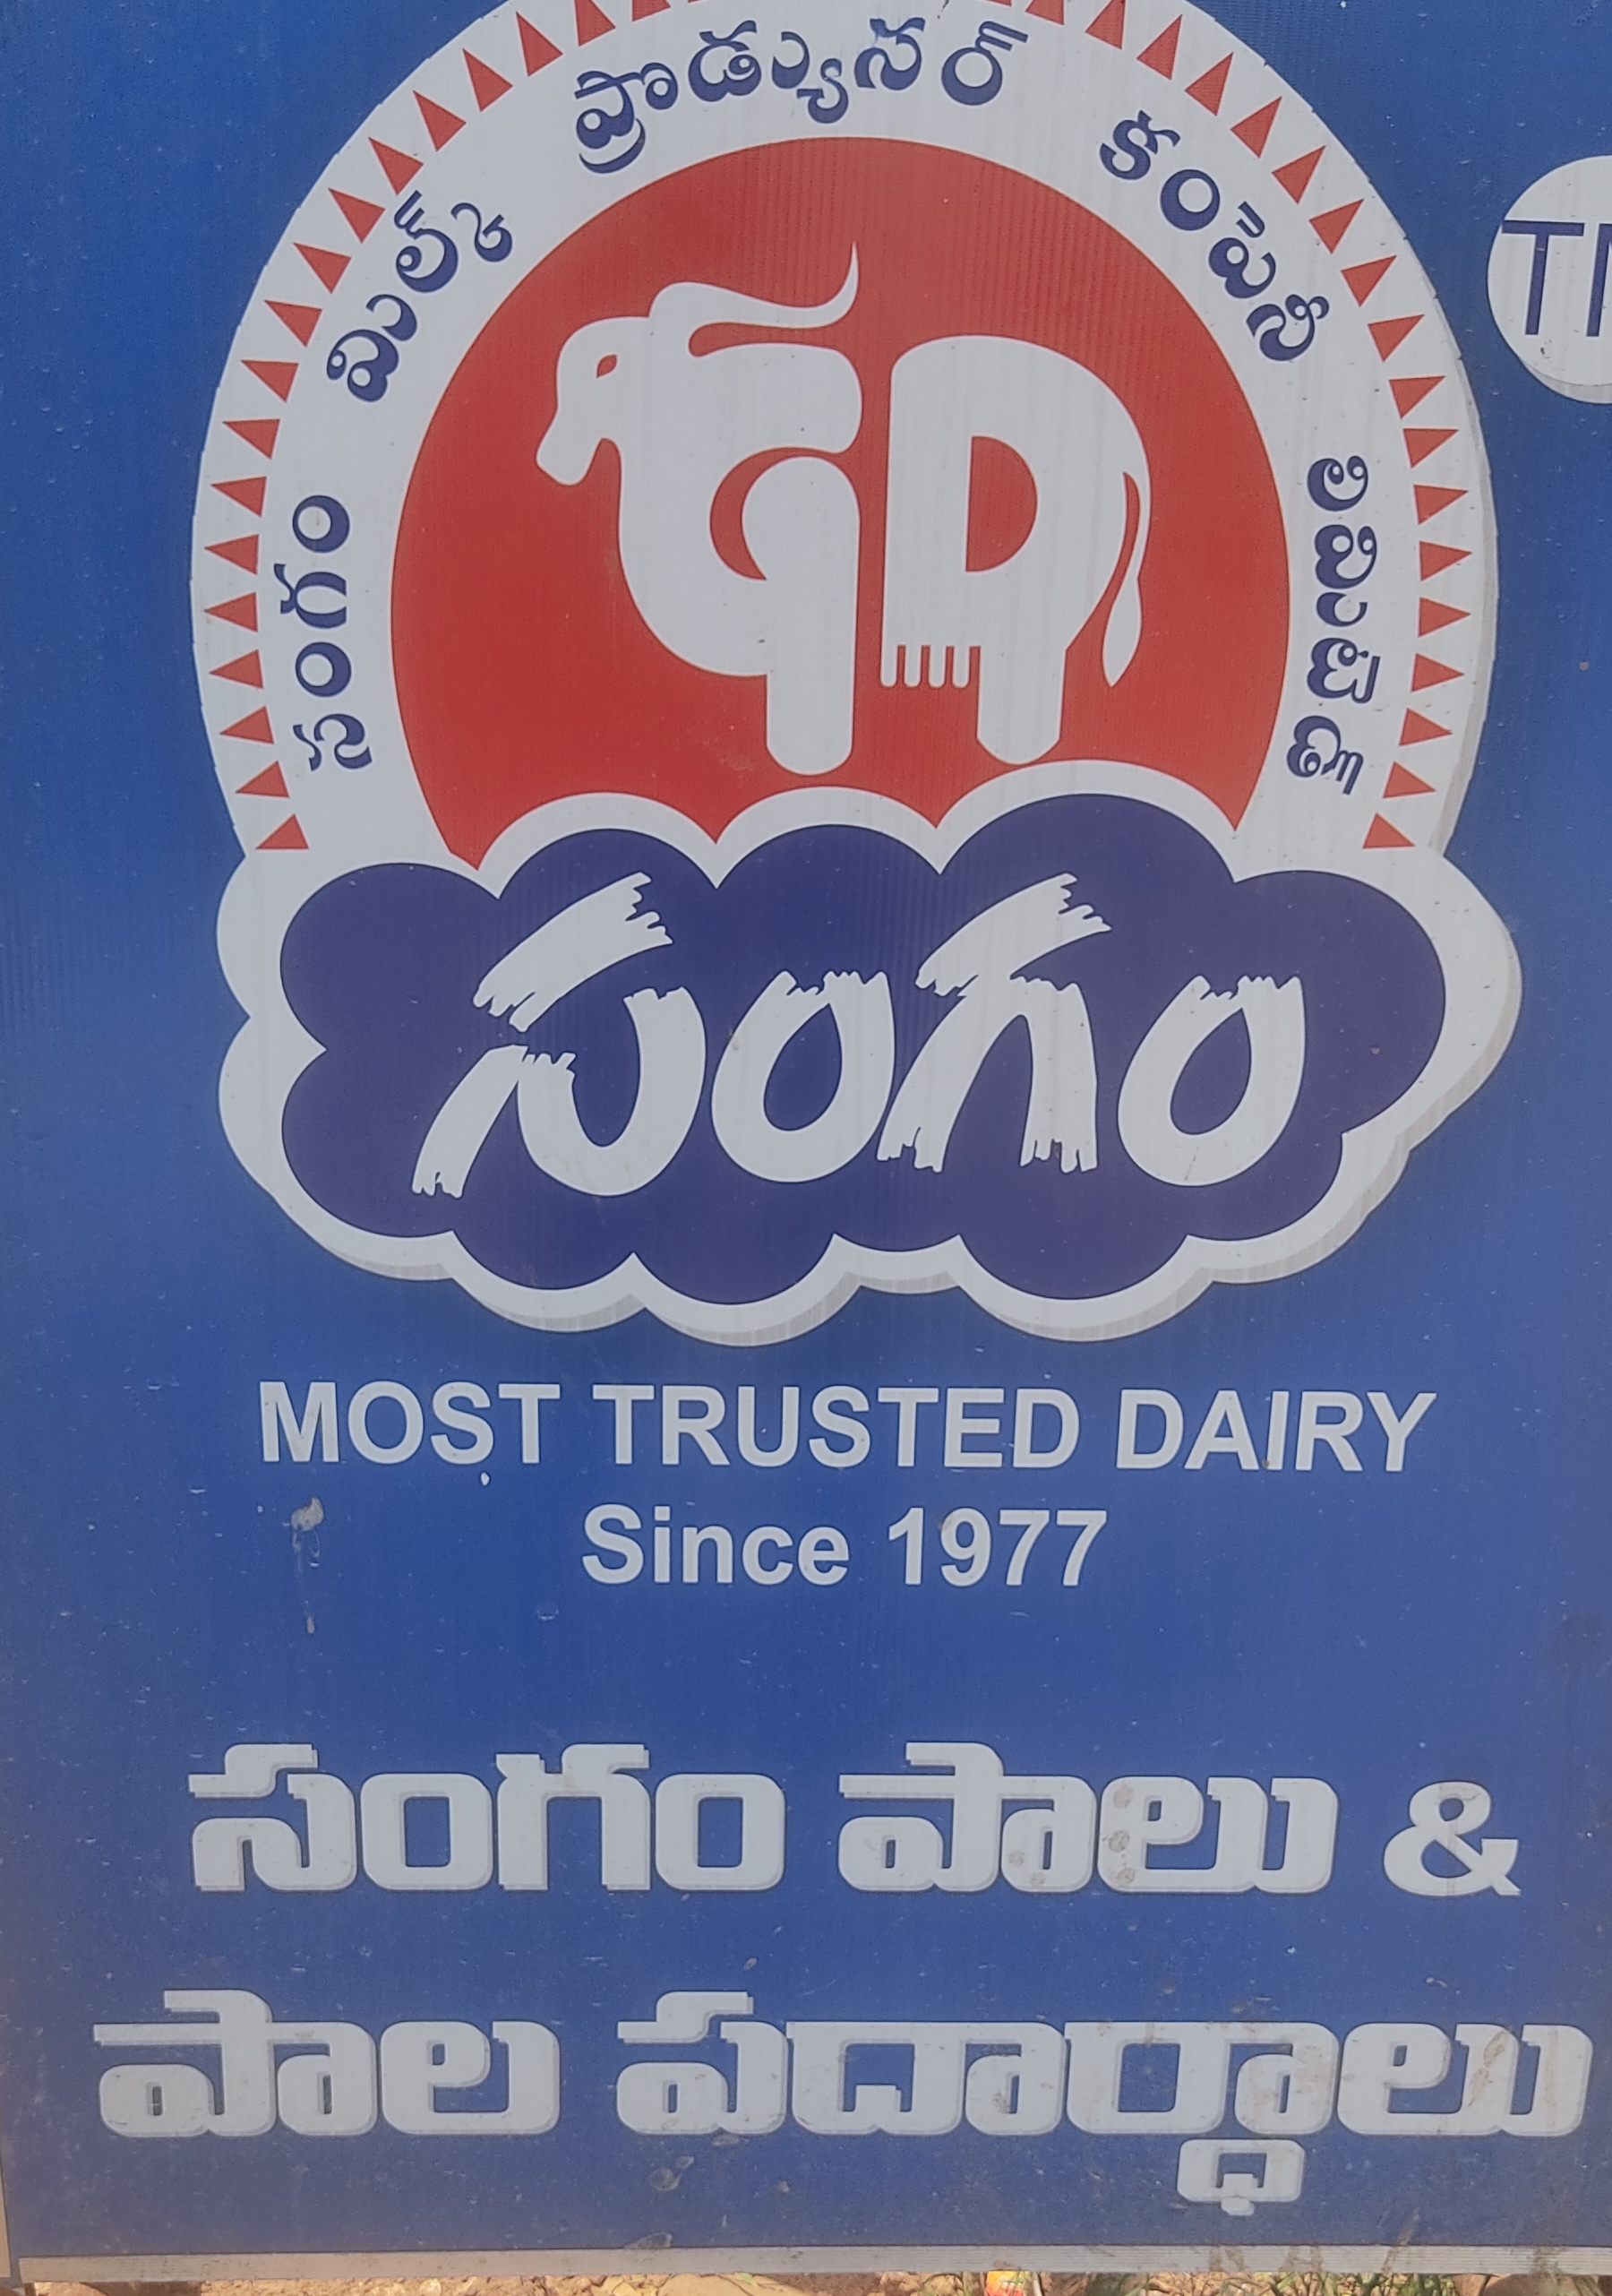 సంగం మిల్క్ ప్రొడ్యుసర్ కంపెనీ లిమిటెడ్
సంగం
MOST TRUSTED DAIRY
Since 1977
సంగం పాలు &
పాల పదార్ధాలు